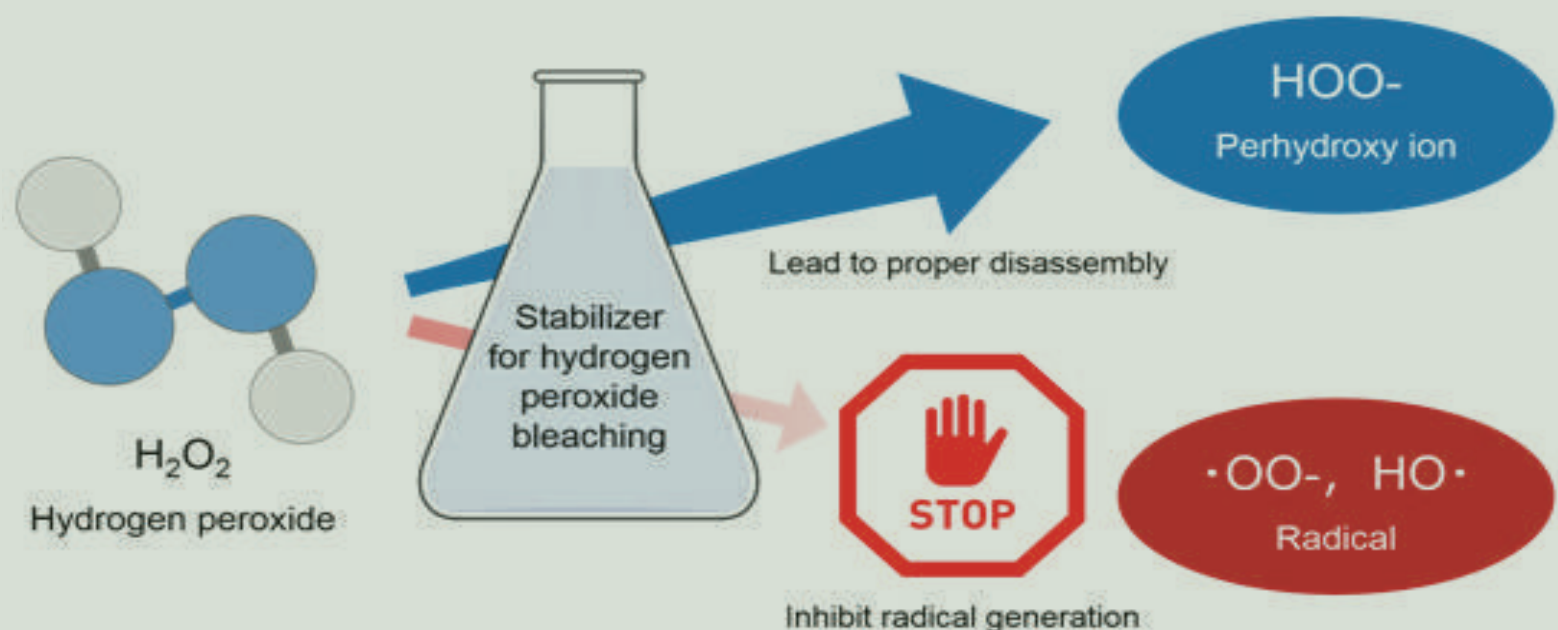 HOO-
Perhydroxy ion
Lead to proper disassembly
Stabilizer
for hydrogen
peroxide
bleaching
H₂O₂
Hydrogen peroxide
STOP
Inhibit radical generation
·OO-, HO·
Radical